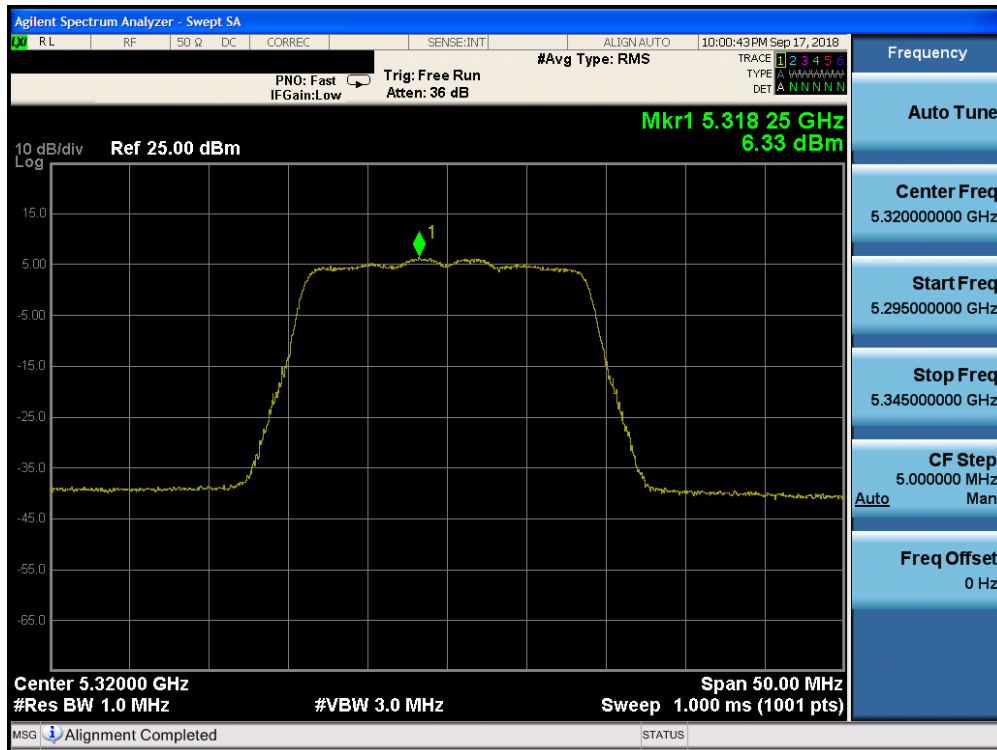 Agilent Spectrum Analyzer - Swept SA
LXI RL RF 50 Ω DC CORREC SENSE:INT ALIGN AUTO 10:00:43 PM Sep 17, 2018
#Avg Type: RMS TRACE 1 2 3 4 5 6
PNO: Fast Trig: Free Run TYPE A WWWWW
IFGain:Low Atten: 36 dB DET A N N N N N
Mkr1 5.318 25 GHz
10 dB/div Ref 25.00 dBm 6.33 dBm
Log
15.0
1
5.00
-5.00
-15.0
-25.0
-35.0
-45.0
-55.0
-65.0
Center 5.32000 GHz Span 50.00 MHz
#Res BW 1.0 MHz #VBW 3.0 MHz Sweep 1.000 ms (1001 pts)
MSG Alignment Completed STATUS
Frequency
Auto Tune
Center Freq
5.320000000 GHz
Start Freq
5.295000000 GHz
Stop Freq
5.345000000 GHz
CF Step
5.000000 MHz
Auto Man
Freq Offset
0 Hz